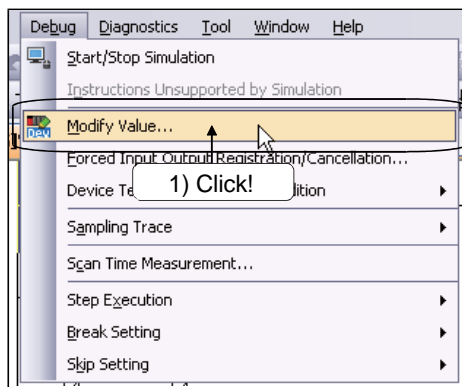 Debug Diagnostics Tool Window Help
Start/Stop Simulation
Instructions Unsupported by Simulation
Dev Modify Value...
Forced Input Output Registration/Cancellation...
Device Te
1) Click!
dition
Sampling Trace
Scan Time Measurement...
Step Execution
Break Setting
Skip Setting